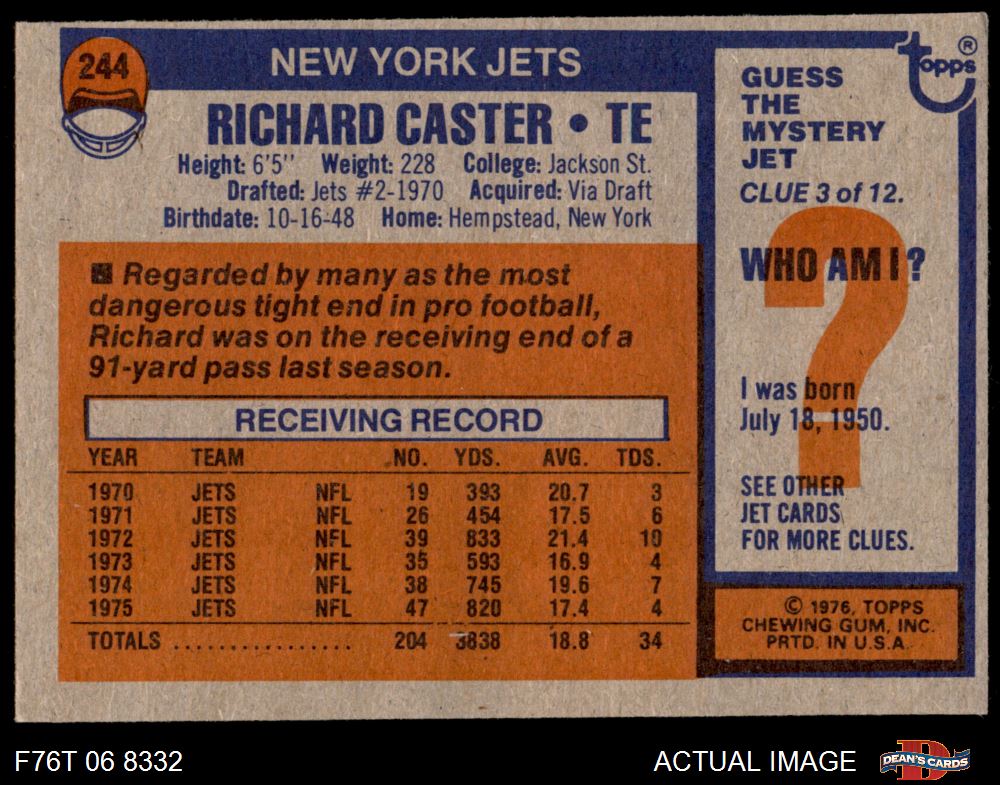 244
NEW YORK JETS
RICHARD CASTER • TE
Height: 6'5" Weight: 228 College: Jackson St.
Drafted: Jets #2-1970 Acquired: Via Draft
Birthdate: 10-16-48 Home: Hempstead, New York
Regarded by many as the most
dangerous tight end in pro football,
Richard was on the receiving end of a
91-yard pass last season.
RECEIVING RECORD
YEAR TEAM NO. YDS. AVG. TDS.
1970 JETS NFL 19 393 20.7 3
1971 JETS NFL 26 454 17.5 6
1972 JETS NFL 39 833 21.4 10
1973 JETS NFL 35 593 16.9 4
1974 JETS NFL 38 745 19.6 7
1975 JETS NFL 47 820 17.4 4
TOTALS ................ 204 3838 18.8 34
topps ®
GUESS
THE
MYSTERY
JET
CLUE 3 of 12.
?
WHO AM I?
I was born
July 18, 1950.
SEE OTHER
JET CARDS
FOR MORE CLUES.
© 1976, TOPPS
CHEWING GUM, INC.
PRTD. IN U.S.A.
F76T 06 8332
ACTUAL IMAGE
D
DEAN'S CARDS